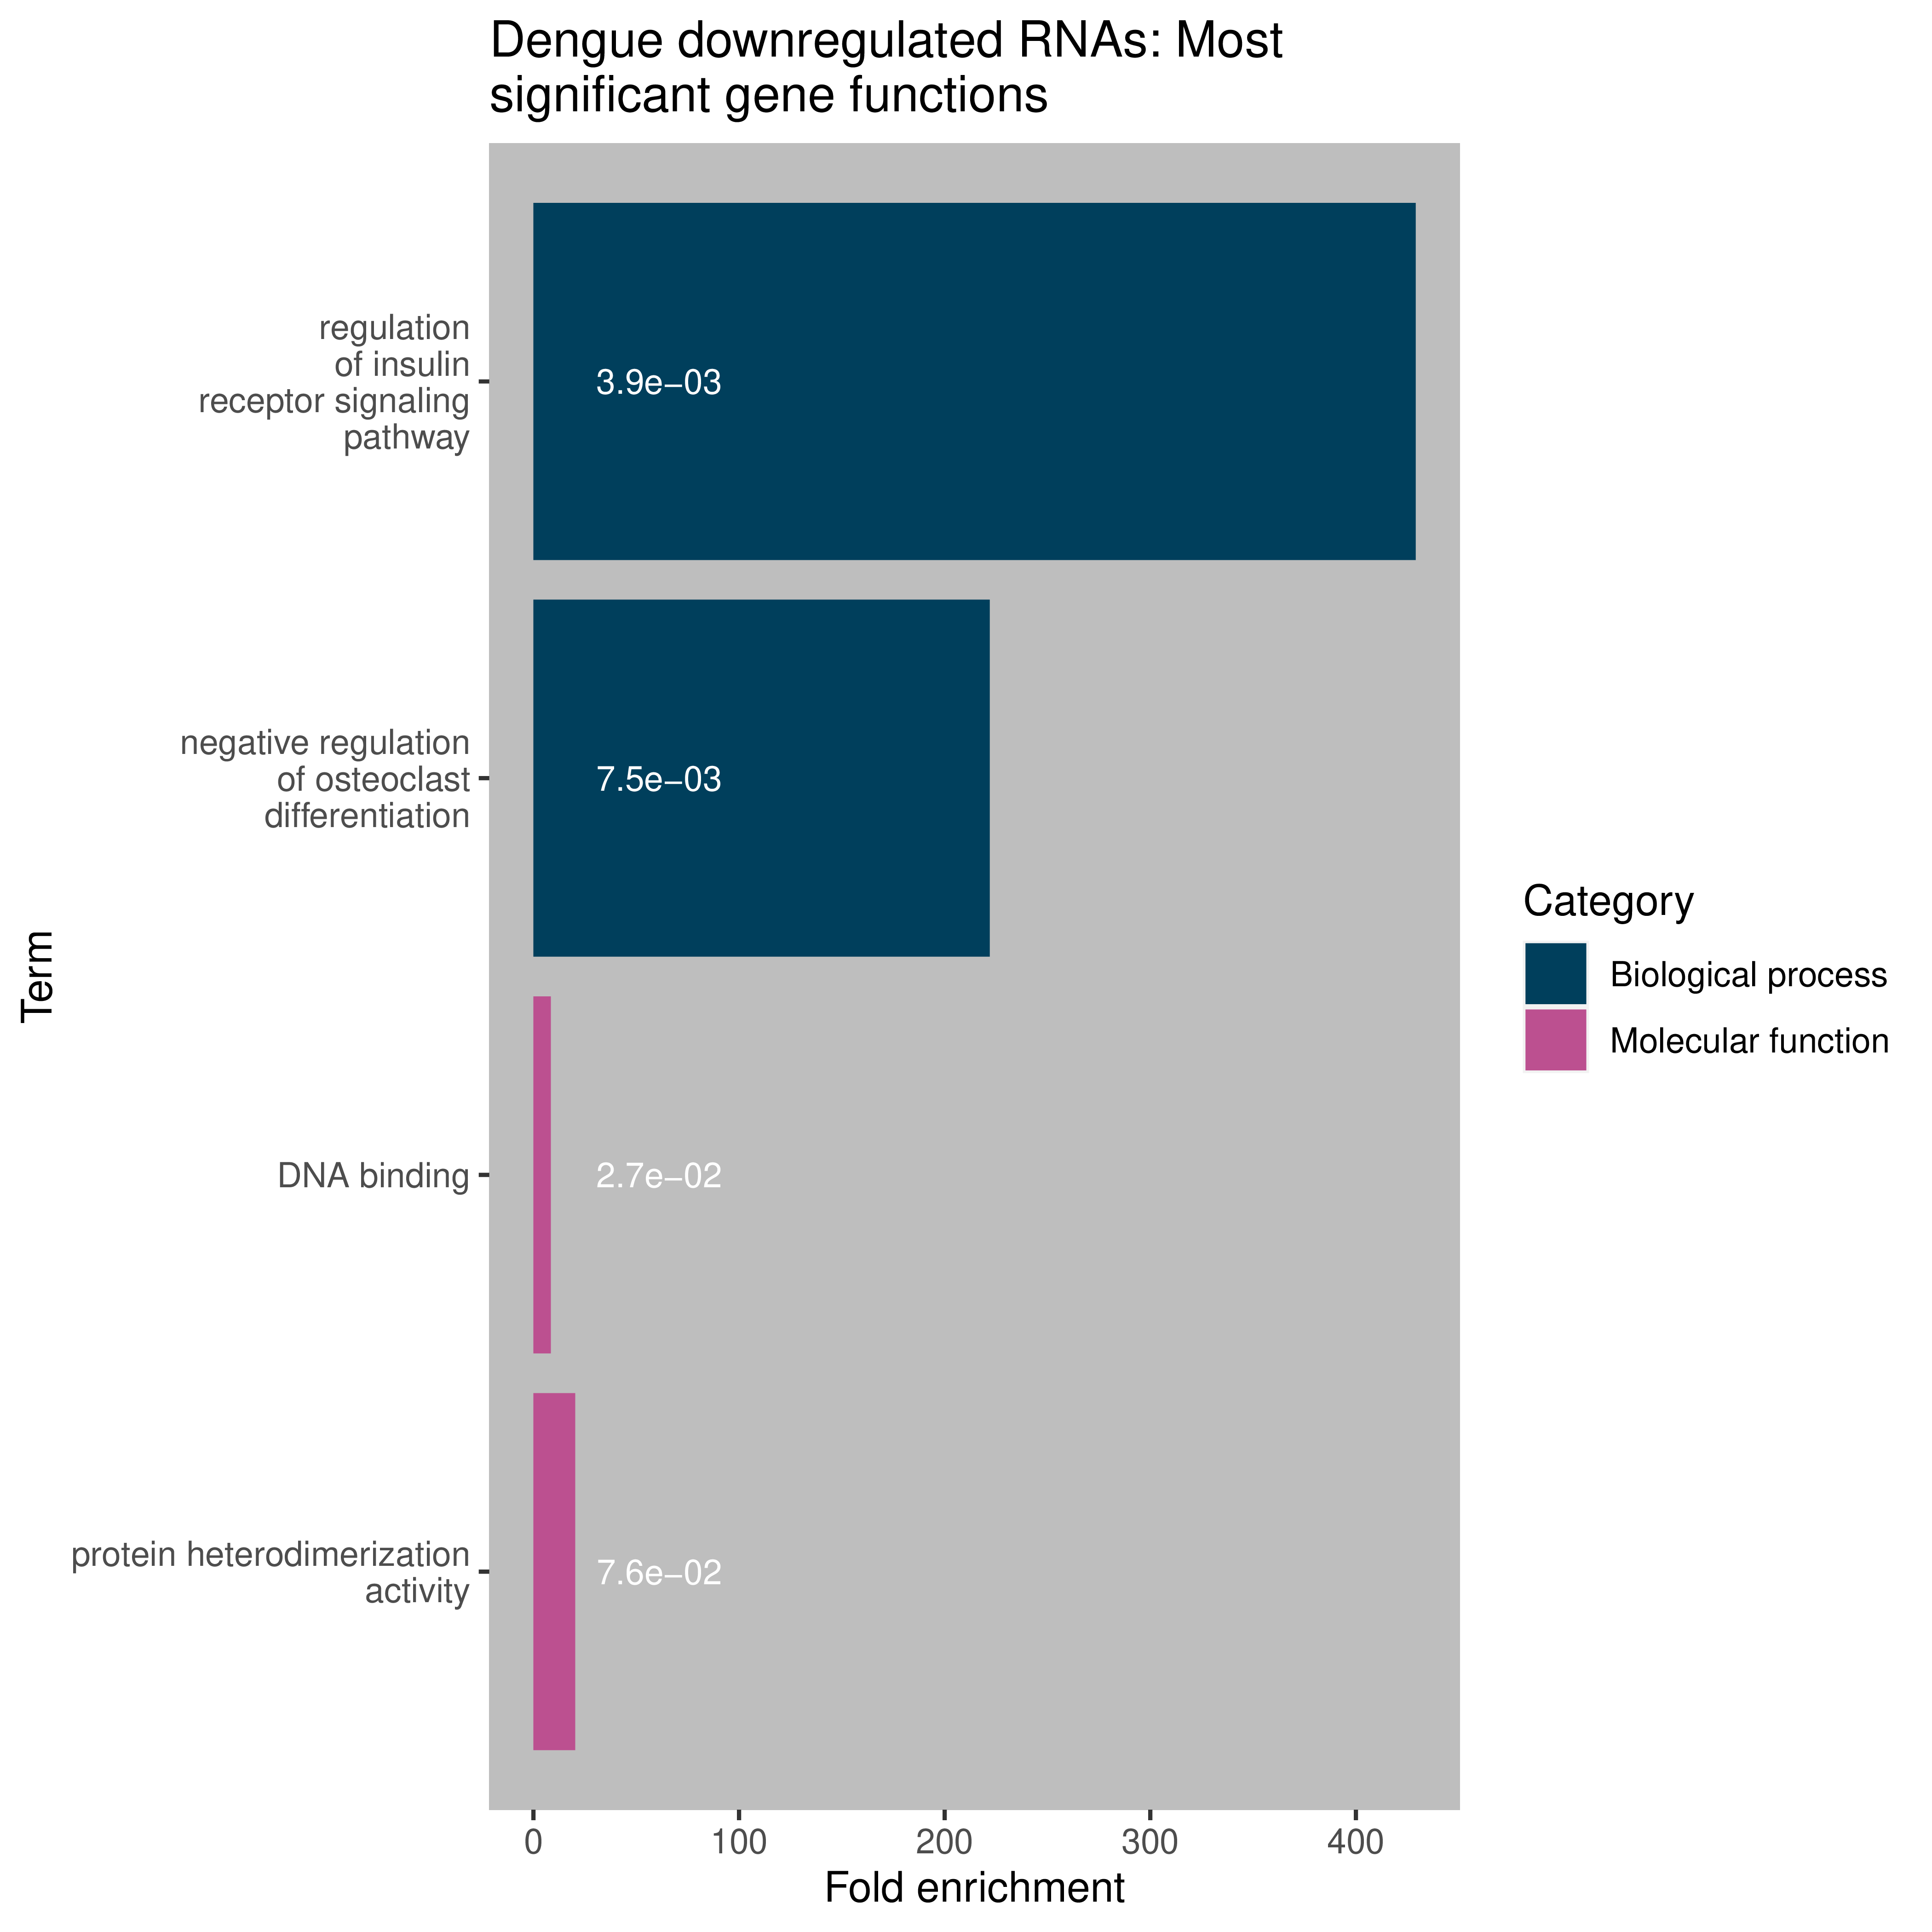 Dengue downregulated RNAs: Most
significant gene functions
regulation
of insulin
receptor signaling
pathway
3.9e−03
negative regulation
of osteoclast
differentiation
7.5e−03
DNA binding
2.7e−02
protein heterodimerization
activity
7.6e−02
Term
0 100 200 300 400
Fold enrichment
Category
Biological process
Molecular function